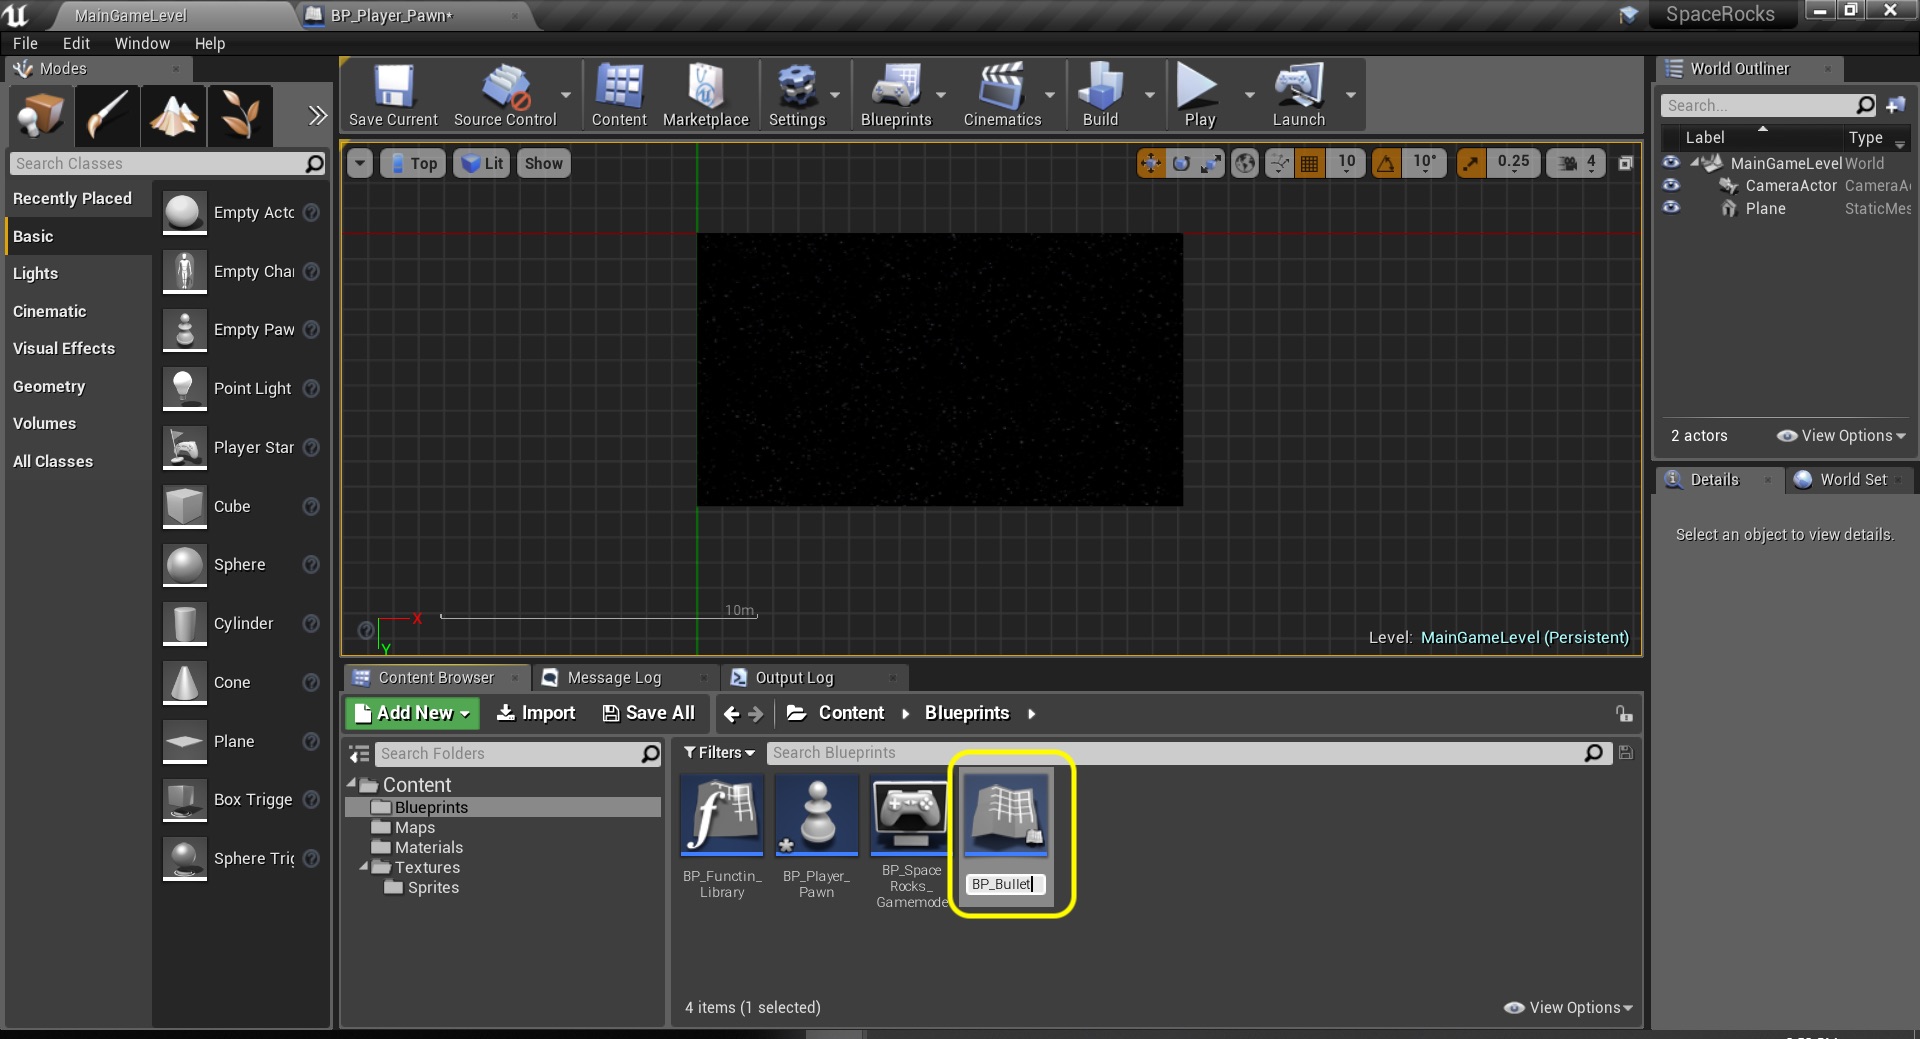 MainGameLevel
BP_Player_Pawn*
SpaceRocks
File Edit Window Help
Modes
Search Classes
Recently Placed
Basic
Lights
Cinematic
Visual Effects
Geometry
Volumes
All Classes
Empty Acto
Empty Cha
Empty Paw
Point Light
Player Star
Cube
Sphere
Cylinder
Cone
Plane
Box Trigge
Sphere Trig
Save Current
Source Control
Content
Marketplace
Settings
Blueprints
Cinematics
Build
Play
Launch
Top
Lit
Show
10
10°
0.25
4
10m
X
Y
Level: MainGameLevel (Persistent)
World Outliner
Search...
Label Type
MainGameLevel World
CameraActor CameraA
Plane StaticMes
2 actors
View Options
Details
World Set
Select an object to view details.
Content Browser
Message Log
Output Log
Add New
Import
Save All
Content
Blueprints
Search Folders
Content
Blueprints
Maps
Materials
Textures
Sprites
Filters
Search Blueprints
BP_Functin_
Library
BP_Player_
Pawn
BP_Space
Rocks_
Gamemode
BP_Bullet
4 items (1 selected)
View Options